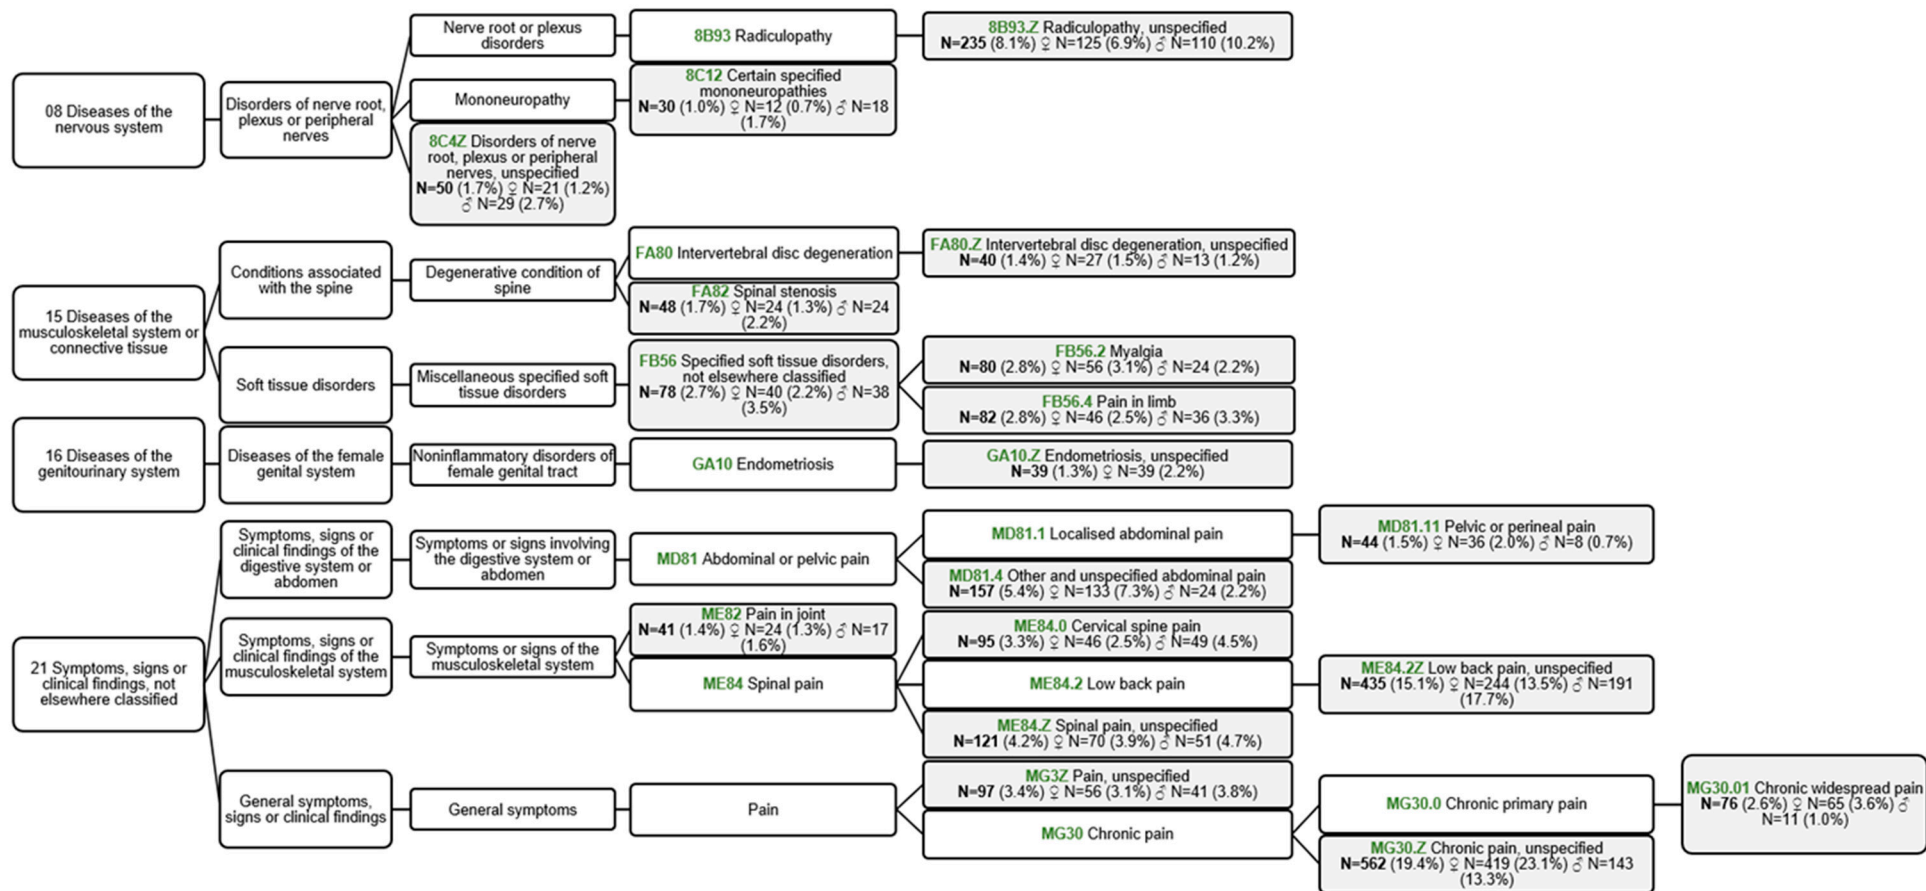 08 Diseases of the
nervous system
Disorders of nerve root,
plexus or peripheral
nerves
Nerve root or plexus
disorders
8B93 Radiculopathy
8B93.Z Radiculopathy, unspecified
N=235 (8.1%) ♀ N=125 (6.9%) ♂ N=110 (10.2%)
Mononeuropathy
8C12 Certain specified
mononeuropathies
N=30 (1.0%) ♀ N=12 (0.7%) ♂ N=18
(1.7%)
8C4Z Disorders of nerve
root, plexus or peripheral
nerves, unspecified
N=50 (1.7%) ♀ N=21 (1.2%)
♂ N=29 (2.7%)
15 Diseases of the
musculoskeletal system or
connective tissue
Conditions associated
with the spine
Degenerative condition of
spine
FA80 Intervertebral disc degeneration
FA80.Z Intervertebral disc degeneration, unspecified
N=40 (1.4%) ♀ N=27 (1.5%) ♂ N=13 (1.2%)
FA82 Spinal stenosis
N=48 (1.7%) ♀ N=24 (1.3%) ♂ N=24
(2.2%)
Soft tissue disorders
Miscellaneous specified soft
tissue disorders
FB56 Specified soft tissue disorders,
not elsewhere classified
N=78 (2.7%) ♀ N=40 (2.2%) ♂ N=38
(3.5%)
FB56.2 Myalgia
N=80 (2.8%) ♀ N=56 (3.1%) ♂ N=24 (2.2%)
FB56.4 Pain in limb
N=82 (2.8%) ♀ N=46 (2.5%) ♂ N=36 (3.3%)
16 Diseases of the
genitourinary system
Diseases of the female
genital system
Noninflammatory disorders of
female genital tract
GA10 Endometriosis
GA10.Z Endometriosis, unspecified
N=39 (1.3%) ♀ N=39 (2.2%)
21 Symptoms, signs or
clinical findings, not
elsewhere classified
Symptoms, signs or
clinical findings of the
digestive system or
abdomen
Symptoms or signs involving
the digestive system or
abdomen
MD81 Abdominal or pelvic pain
MD81.1 Localised abdominal pain
MD81.11 Pelvic or perineal pain
N=44 (1.5%) ♀ N=36 (2.0%) ♂ N=8 (0.7%)
MD81.4 Other and unspecified abdominal pain
N=157 (5.4%) ♀ N=133 (7.3%) ♂ N=24 (2.2%)
Symptoms, signs or
clinical findings of the
musculoskeletal system
Symptoms or signs of the
musculoskeletal system
ME82 Pain in joint
N=41 (1.4%) ♀ N=24 (1.3%) ♂ N=17
(1.6%)
ME84 Spinal pain
ME84.0 Cervical spine pain
N=95 (3.3%) ♀ N=46 (2.5%) ♂ N=49 (4.5%)
ME84.2 Low back pain
ME84.2Z Low back pain, unspecified
N=435 (15.1%) ♀ N=244 (13.5%) ♂ N=191
(17.7%)
ME84.Z Spinal pain, unspecified
N=121 (4.2%) ♀ N=70 (3.9%) ♂ N=51 (4.7%)
General symptoms,
signs or clinical findings
General symptoms
Pain
MG3Z Pain, unspecified
N=97 (3.4%) ♀ N=56 (3.1%) ♂ N=41 (3.8%)
MG30 Chronic pain
MG30.0 Chronic primary pain
MG30.01 Chronic widespread pain
N=76 (2.6%) ♀ N=65 (3.6%) ♂
N=11 (1.0%)
MG30.Z Chronic pain, unspecified
N=562 (19.4%) ♀ N=419 (23.1%) ♂ N=143
(13.3%)